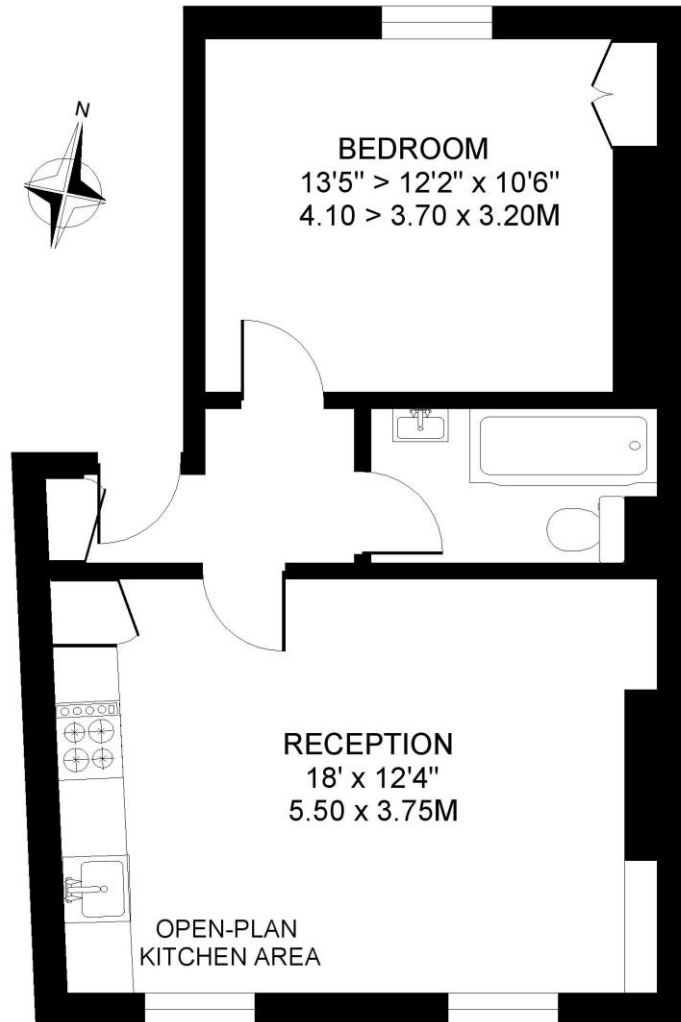 N
BEDROOM
13'5" > 12'2" x 10'6"
4.10 > 3.70 x 3.20M
RECEPTION
18' x 12'4"
5.50 x 3.75M
OPEN-PLAN
KITCHEN AREA